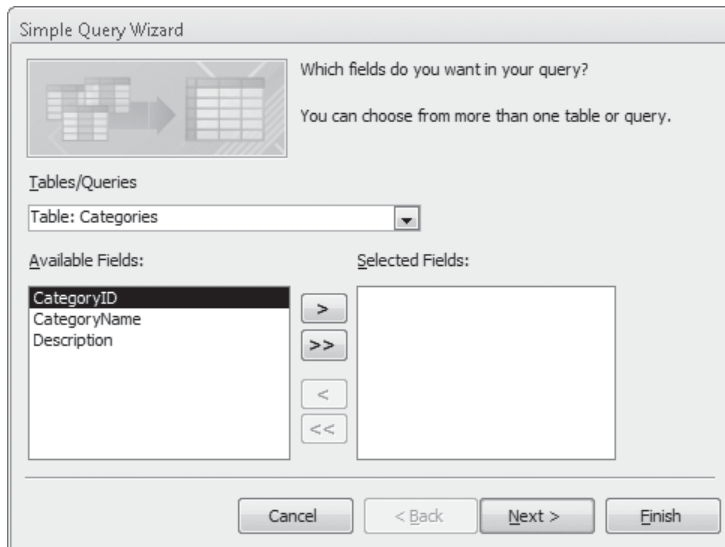 Simple Query Wizard
Which fields do you want in your query?
You can choose from more than one table or query.
Tables/Queries
Table: Categories
Available Fields:
Selected Fields:
CategoryID
CategoryName
Description
>
>>
<
<<
Cancel
< Back
Next >
Finish